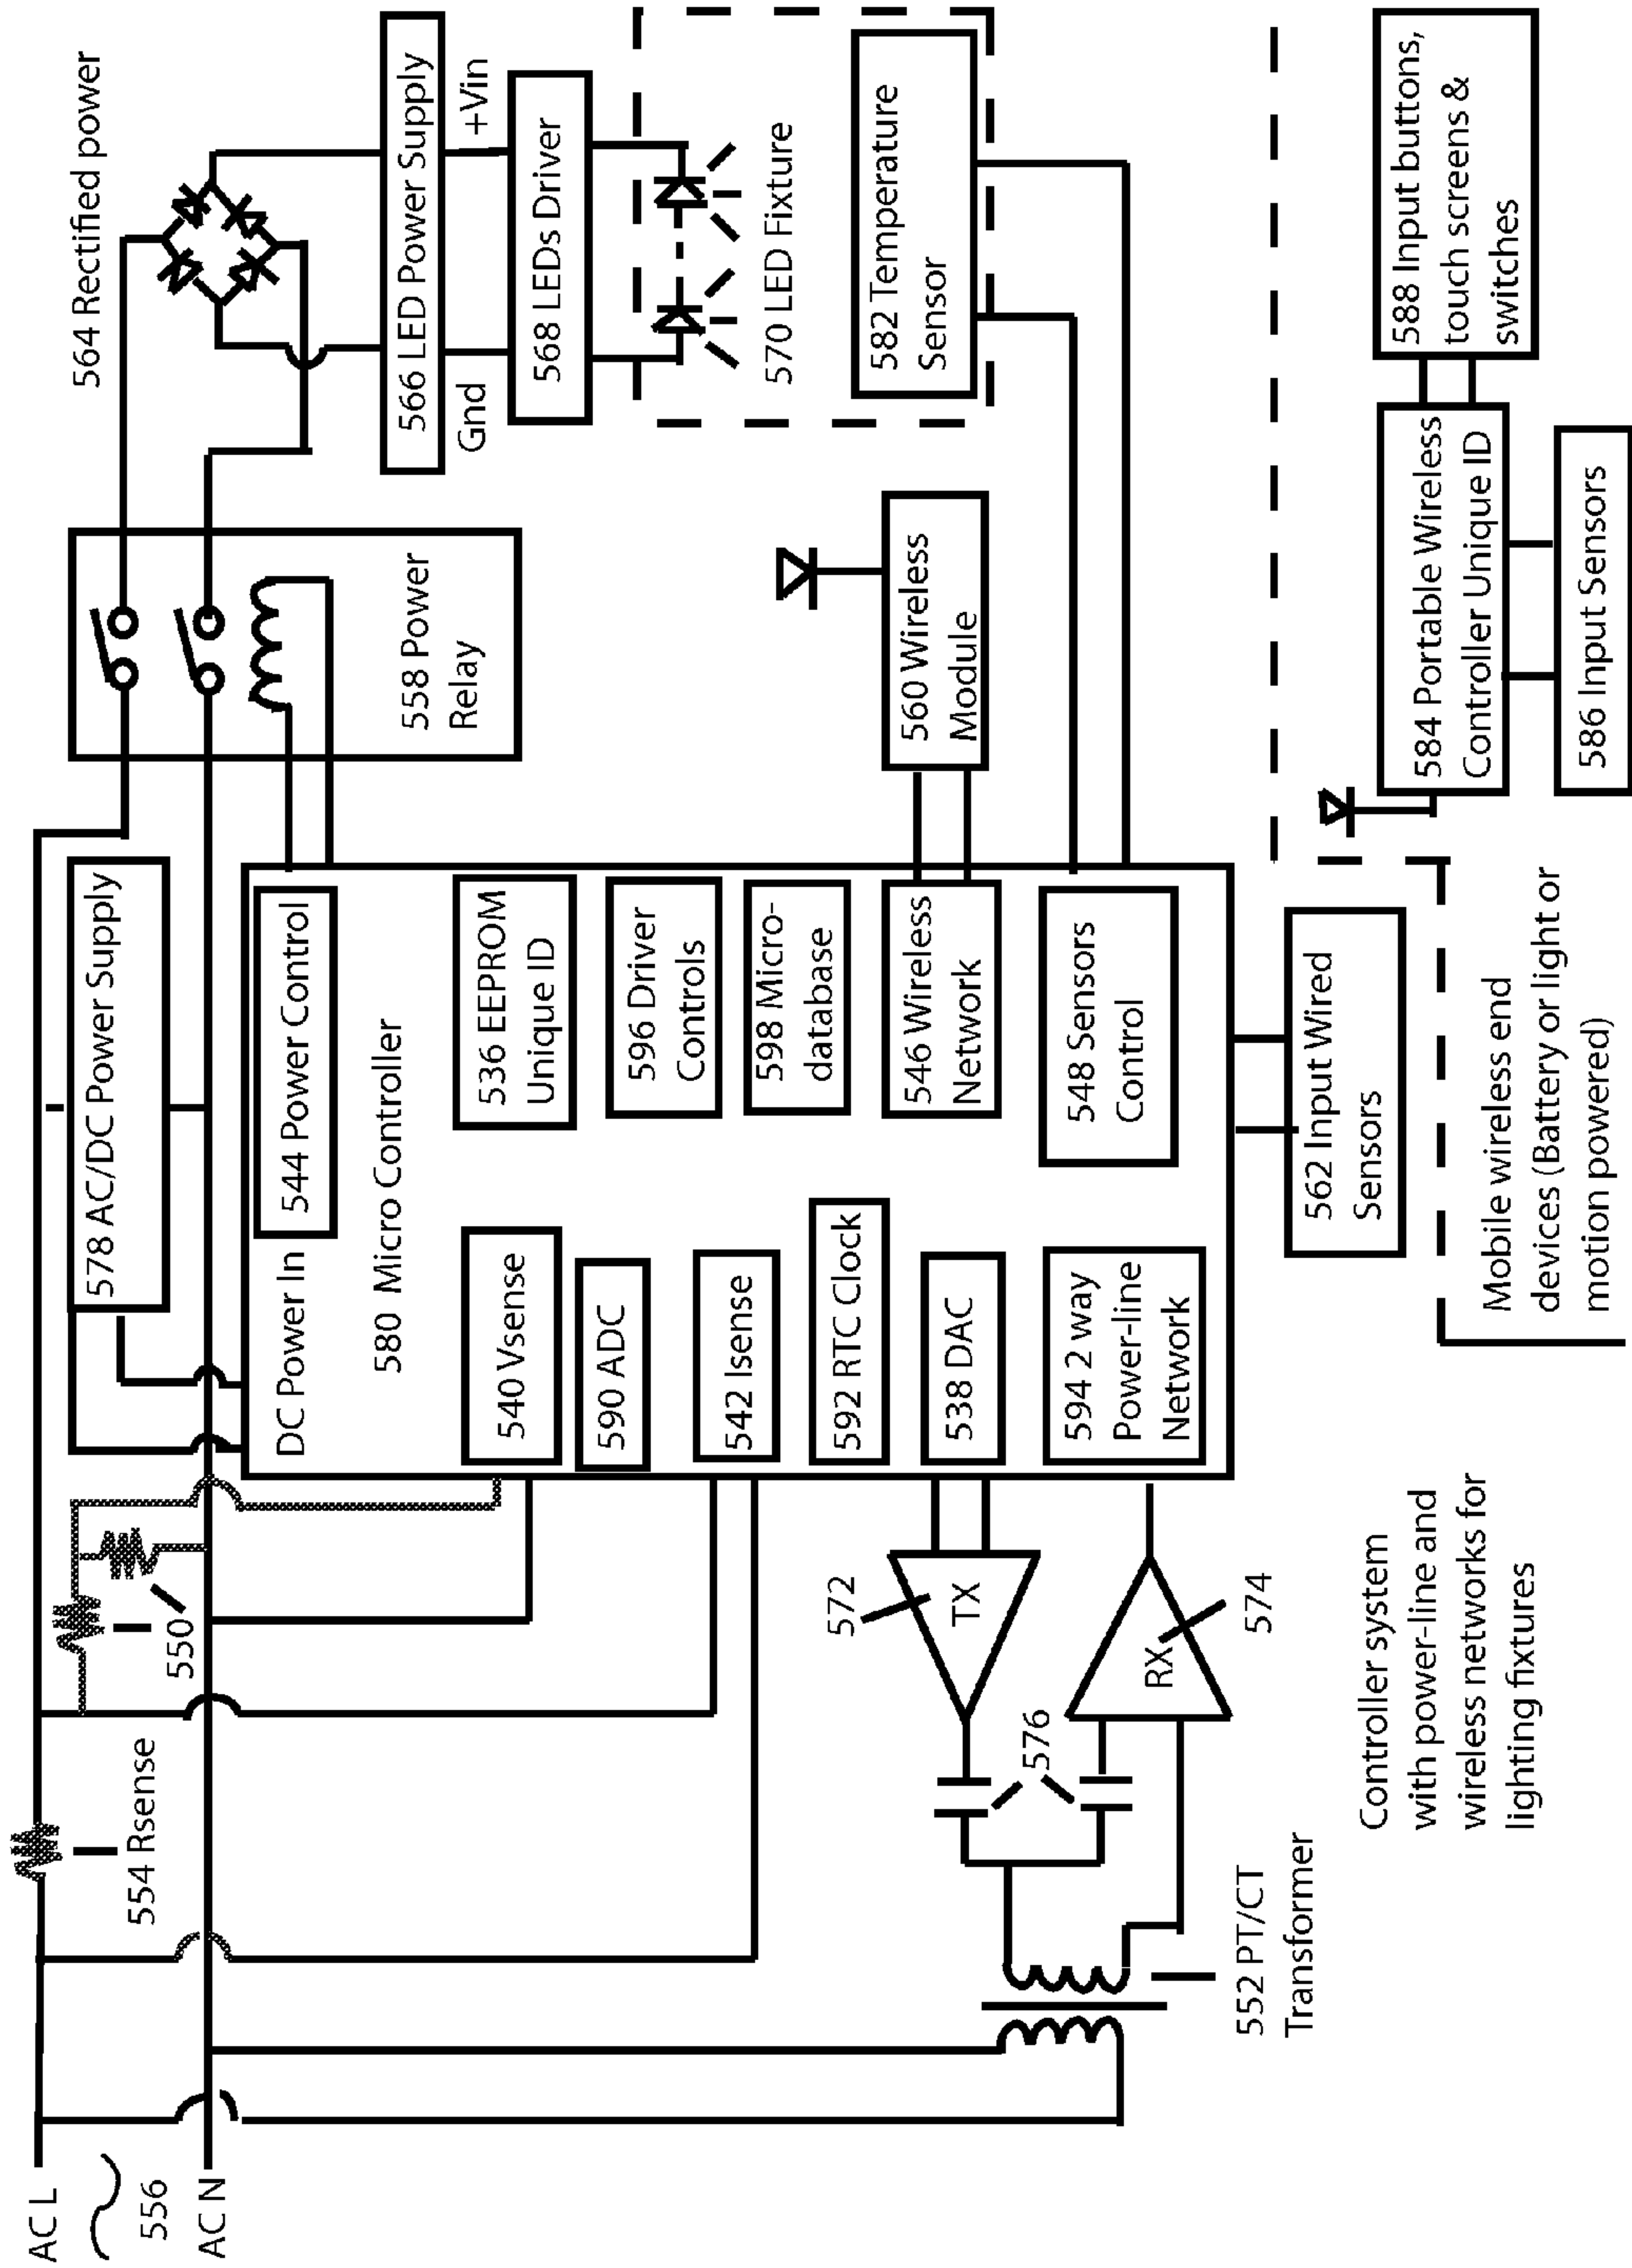 AC L
556
AC N
554 Rsense
550
578 AC/DC Power Supply
558 Power
Relay
564 Rectified power
566 LED Power Supply
Gnd
+Vin
568 LEDs Driver
570 LED Fixture
582 Temperature
Sensor
DC Power In
544 Power Control
580 Micro Controller
540 Vsense
590 ADC
542 Isense
592 RTC Clock
538 DAC
594 2 way
Power-line
Network
536 EEPROM
Unique ID
596 Driver
Controls
598 Micro-
database
546 Wireless
Network
548 Sensors
Control
560 Wireless
Module
572
TX
RX
574
576
552 PT/CT
Transformer
562 Input Wired
Sensors
Controller system
with power-line and
wireless networks for
lighting fixtures
Mobile wireless end
devices (Battery or light or
motion powered)
584 Portable Wireless
Controller Unique ID
586 Input Sensors
588 Input buttons,
touch screens &
switches